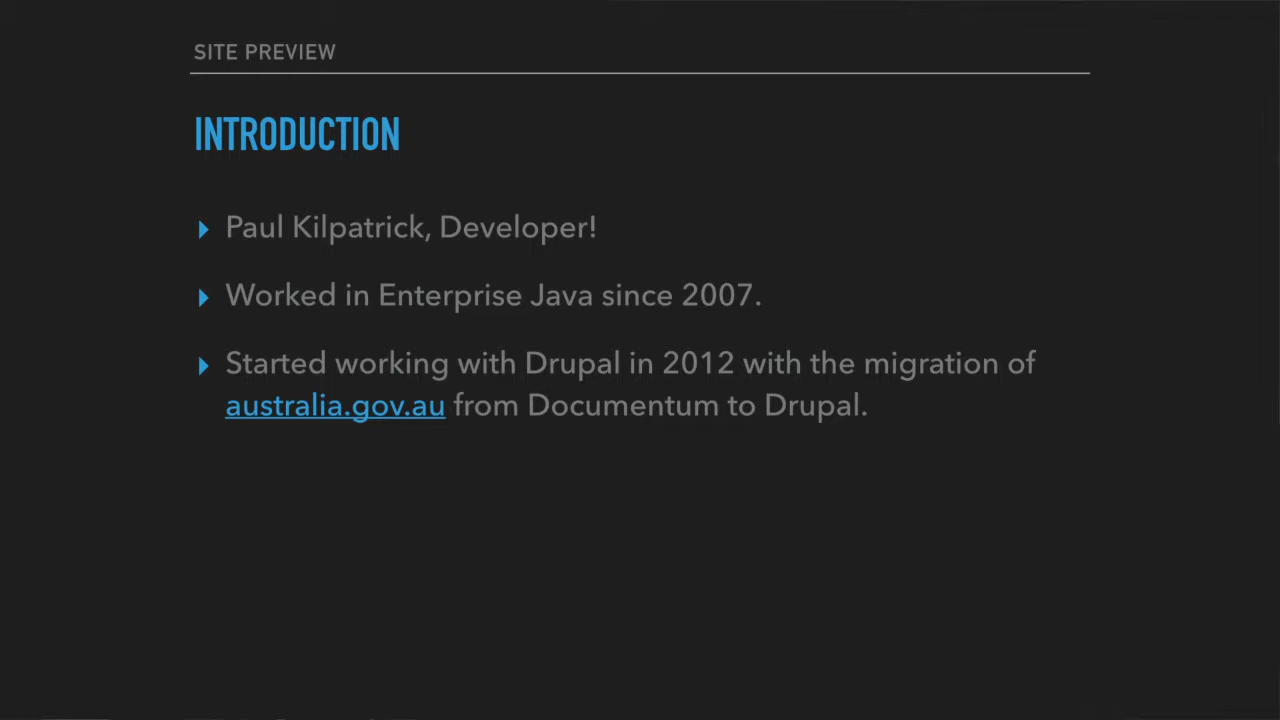 SITE PREVIEW
INTRODUCTION
Paul Kilpatrick, Developer!
Worked in Enterprise Java since 2007.
Started working with Drupal in 2012 with the migration of
australia.gov.au from Documentum to Drupal.